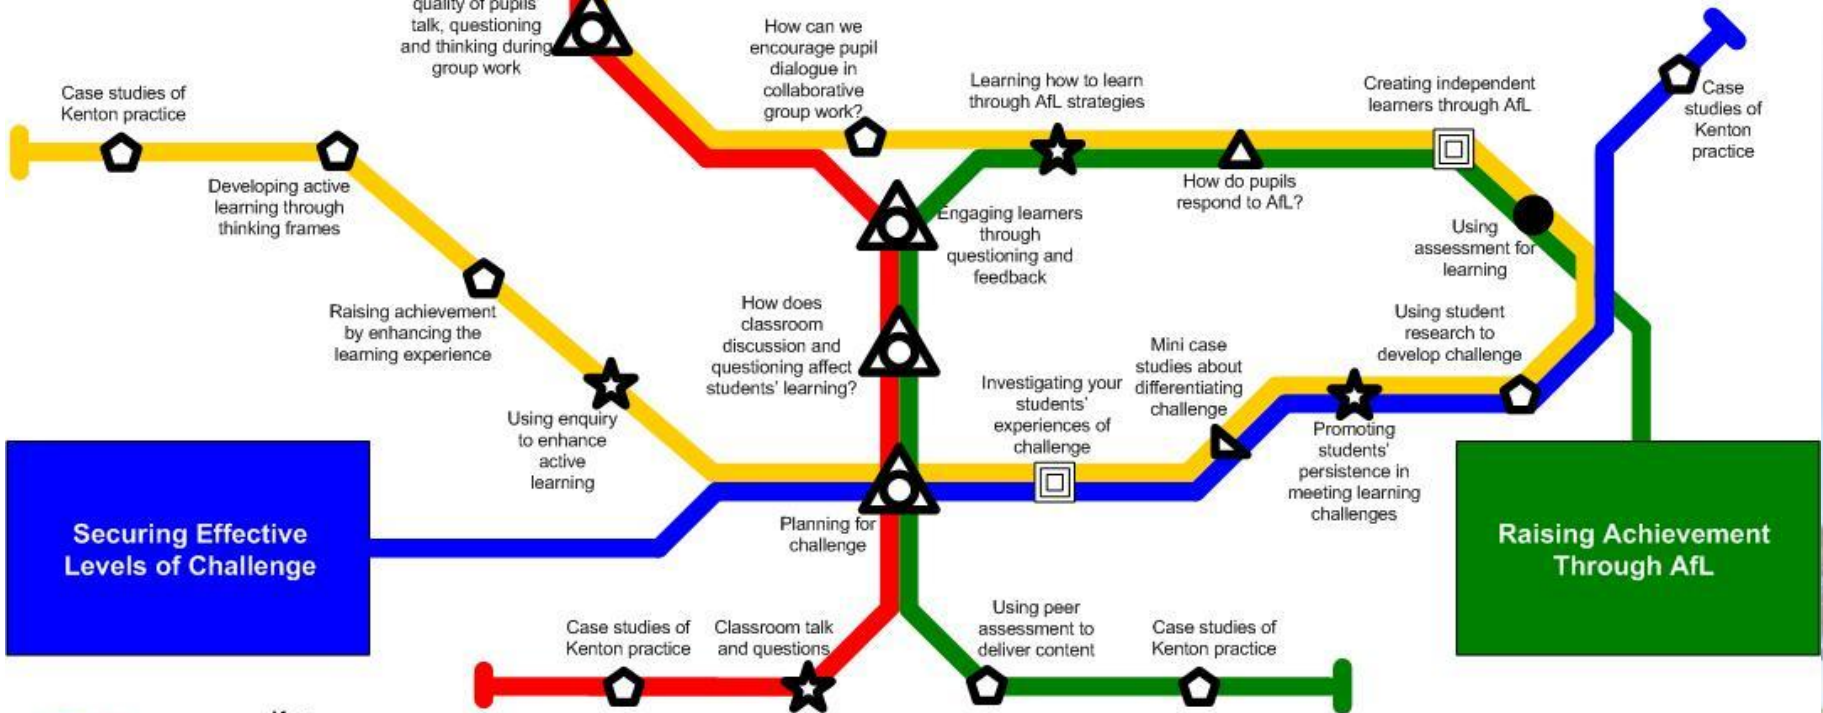 quality of pupils
talk, questioning
and thinking during
group work
How can we
encourage pupil
dialogue in
collaborative
group work?
Case studies of
Kenton practice
Learning how to learn
through AfL strategies
Creating independent
learners through AfL
Case
studies of
Kenton
practice
Developing active
learning through
thinking frames
How do pupils
respond to AfL?
Engaging learners
through
questioning and
feedback
Using
assessment for
learning
Raising achievement
by enhancing the
learning experience
How does
classroom
discussion and
questioning affect
students' learning?
Using student
research to
develop challenge
Mini case
studies about
differentiating
challenge
Investigating your
students'
experiences of
challenge
Using enquiry
to enhance
active
learning
Promoting
students'
persistence in
meeting learning
challenges
Planning for
challenge
Securing Effective
Levels of Challenge
Raising Achievement
Through AfL
Case studies of
Kenton practice
Classroom talk
and questions
Using peer
assessment to
deliver content
Case studies of
Kenton practice